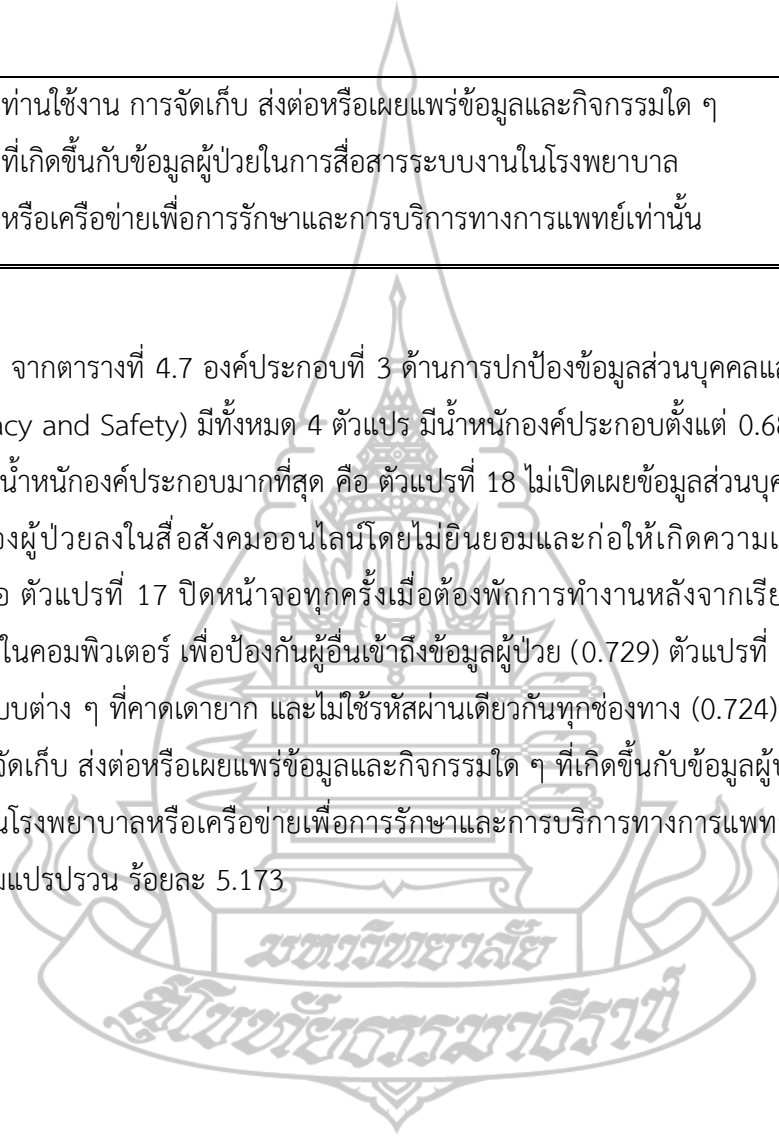 ท่านใช้งาน การจัดเก็บ ส่งต่อหรือเผยแพร่ข้อมูลและกิจกรรมใด ๆ
ที่เกิดขึ้นกับข้อมูลผู้ป่วยในการสื่อสารระบบงานในโรงพยาบาล
หรือเครือข่ายเพื่อการรักษาและการบริการทางการแพทย์เท่านั้น
จากตารางที่ 4.7 องค์ประกอบที่ 3 ด้านการปกป้องข้อมูลส่วนบุคคลแ
acy and Safety) มีทั้งหมด 4 ตัวแปร มีน้ำหนักองค์ประกอบตั้งแต่ 0.68
น้ำหนักองค์ประกอบมากที่สุด คือ ตัวแปรที่ 18 ไม่เปิดเผยข้อมูลส่วนบุค
องผู้ป่วยลงในสื่อสังคมออนไลน์โดยไม่ยินยอมและก่อให้เกิดความเ
อ ตัวแปรที่ 17 ปิดหน้าจอทุกครั้งเมื่อต้องพักการทำงานหลังจากเรีย
ในคอมพิวเตอร์ เพื่อป้องกันผู้อื่นเข้าถึงข้อมูลผู้ป่วย (0.729) ตัวแปรที่
บบต่าง ๆ ที่คาดเดายาก และไม่ใช้รหัสผ่านเดียวกันทุกช่องทาง (0.724)
จัดเก็บ ส่งต่อหรือเผยแพร่ข้อมูลและกิจกรรมใด ๆ ที่เกิดขึ้นกับข้อมูลผู้ป
นโรงพยาบาลหรือเครือข่ายเพื่อการรักษาและการบริการทางการแพท
มแปรปรวน ร้อยละ 5.173
มหาวิทยาลัย
สุโขทัยธรรมาธิราช